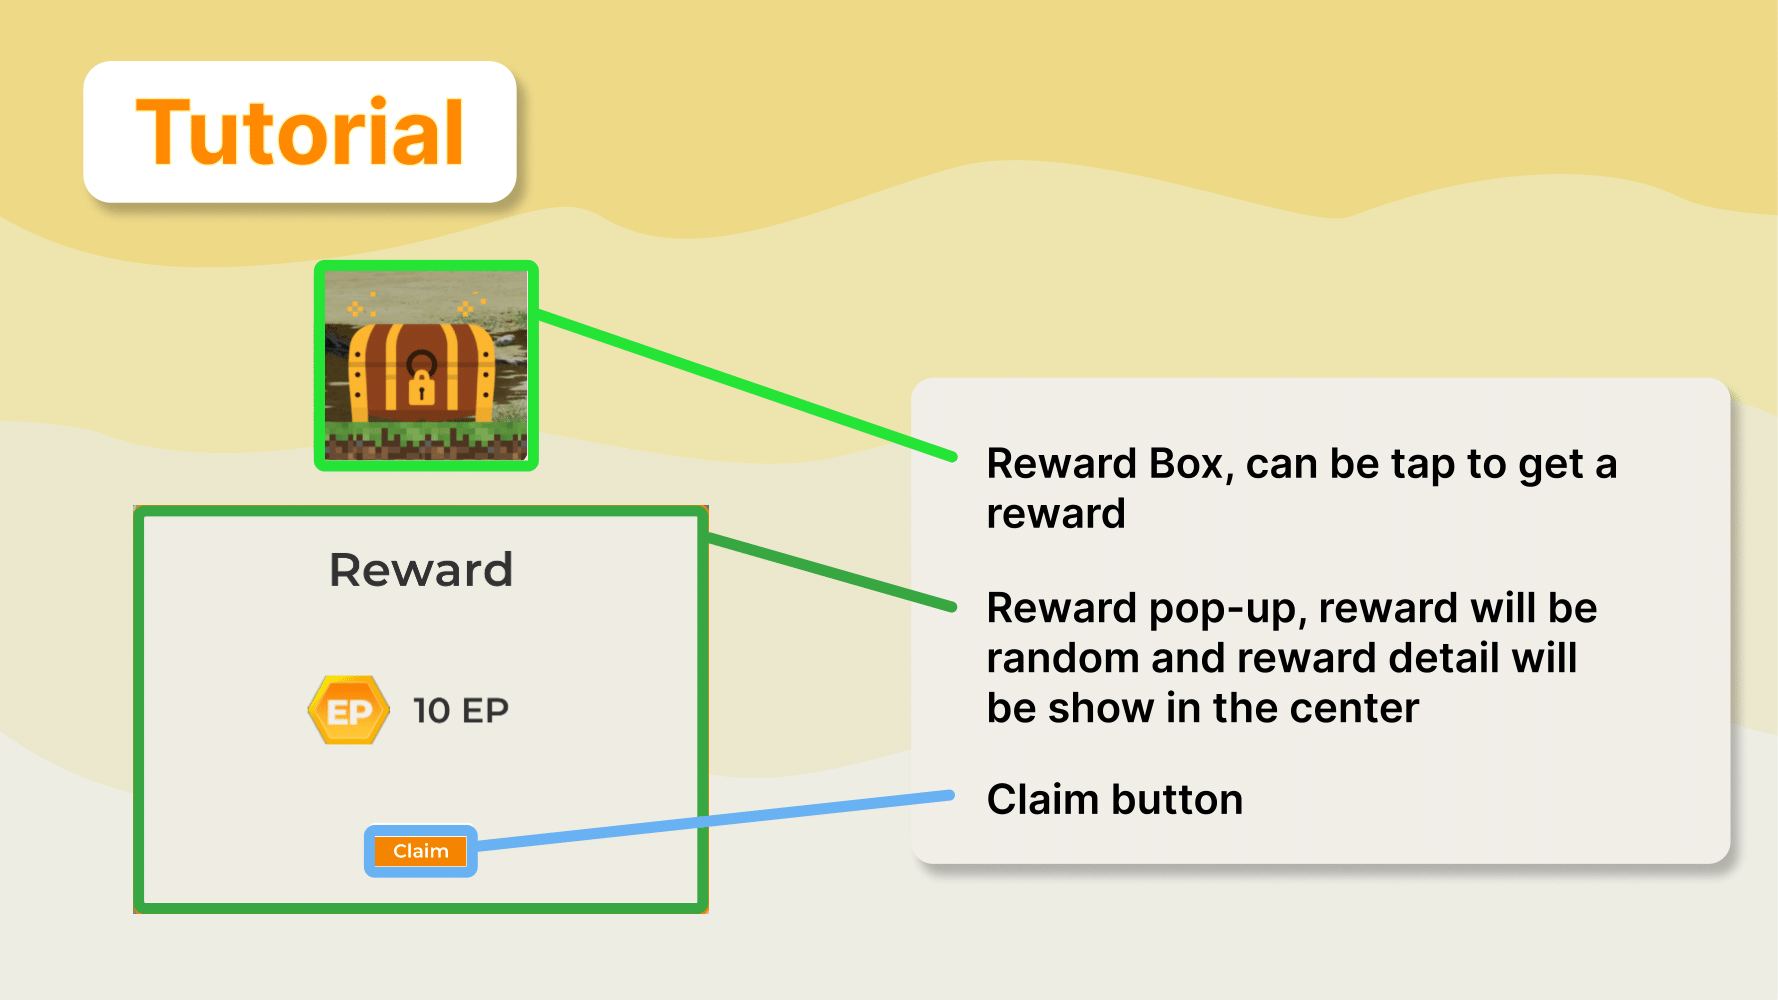 Tutorial
Reward
EP 10 EP
Claim
Reward Box, can be tap to get a
reward
Reward pop-up, reward will be
random and reward detail will
be show in the center
Claim button